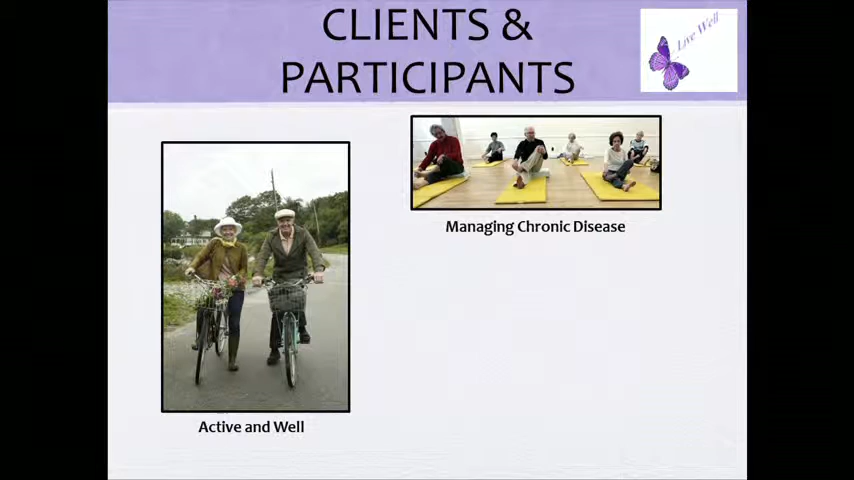 CLIENTS &
PARTICIPANTS
Live Well
Managing Chronic Disease
Active and Well